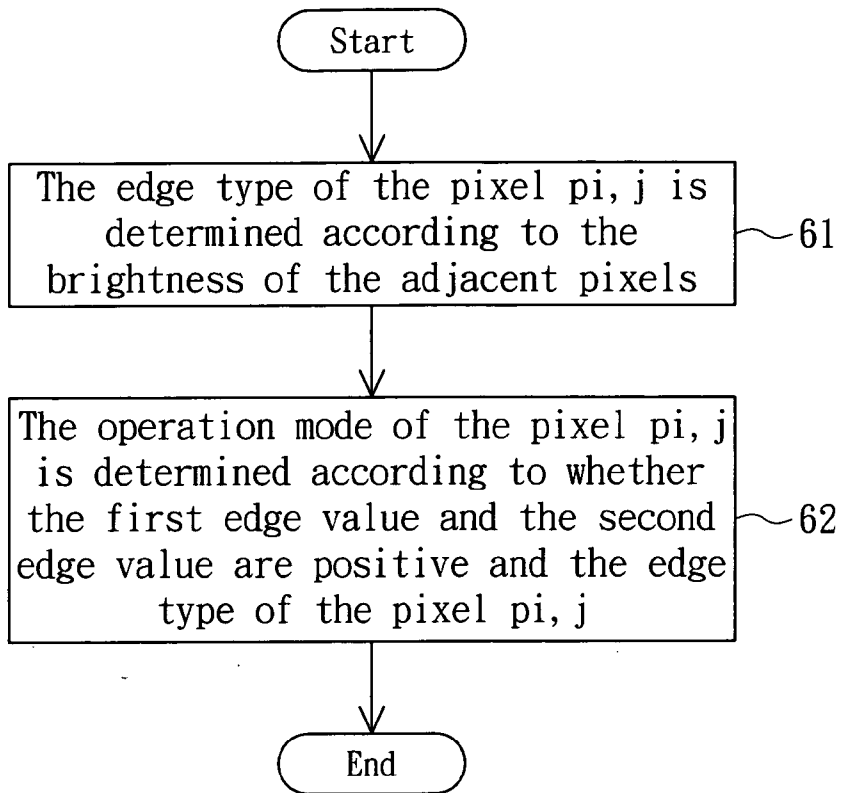 Start
The edge type of the pixel pi, j is
determined according to the
brightness of the adjacent pixels
61
The operation mode of the pixel pi, j
is determined according to whether
the first edge value and the second
edge value are positive and the edge
type of the pixel pi, j
62
End